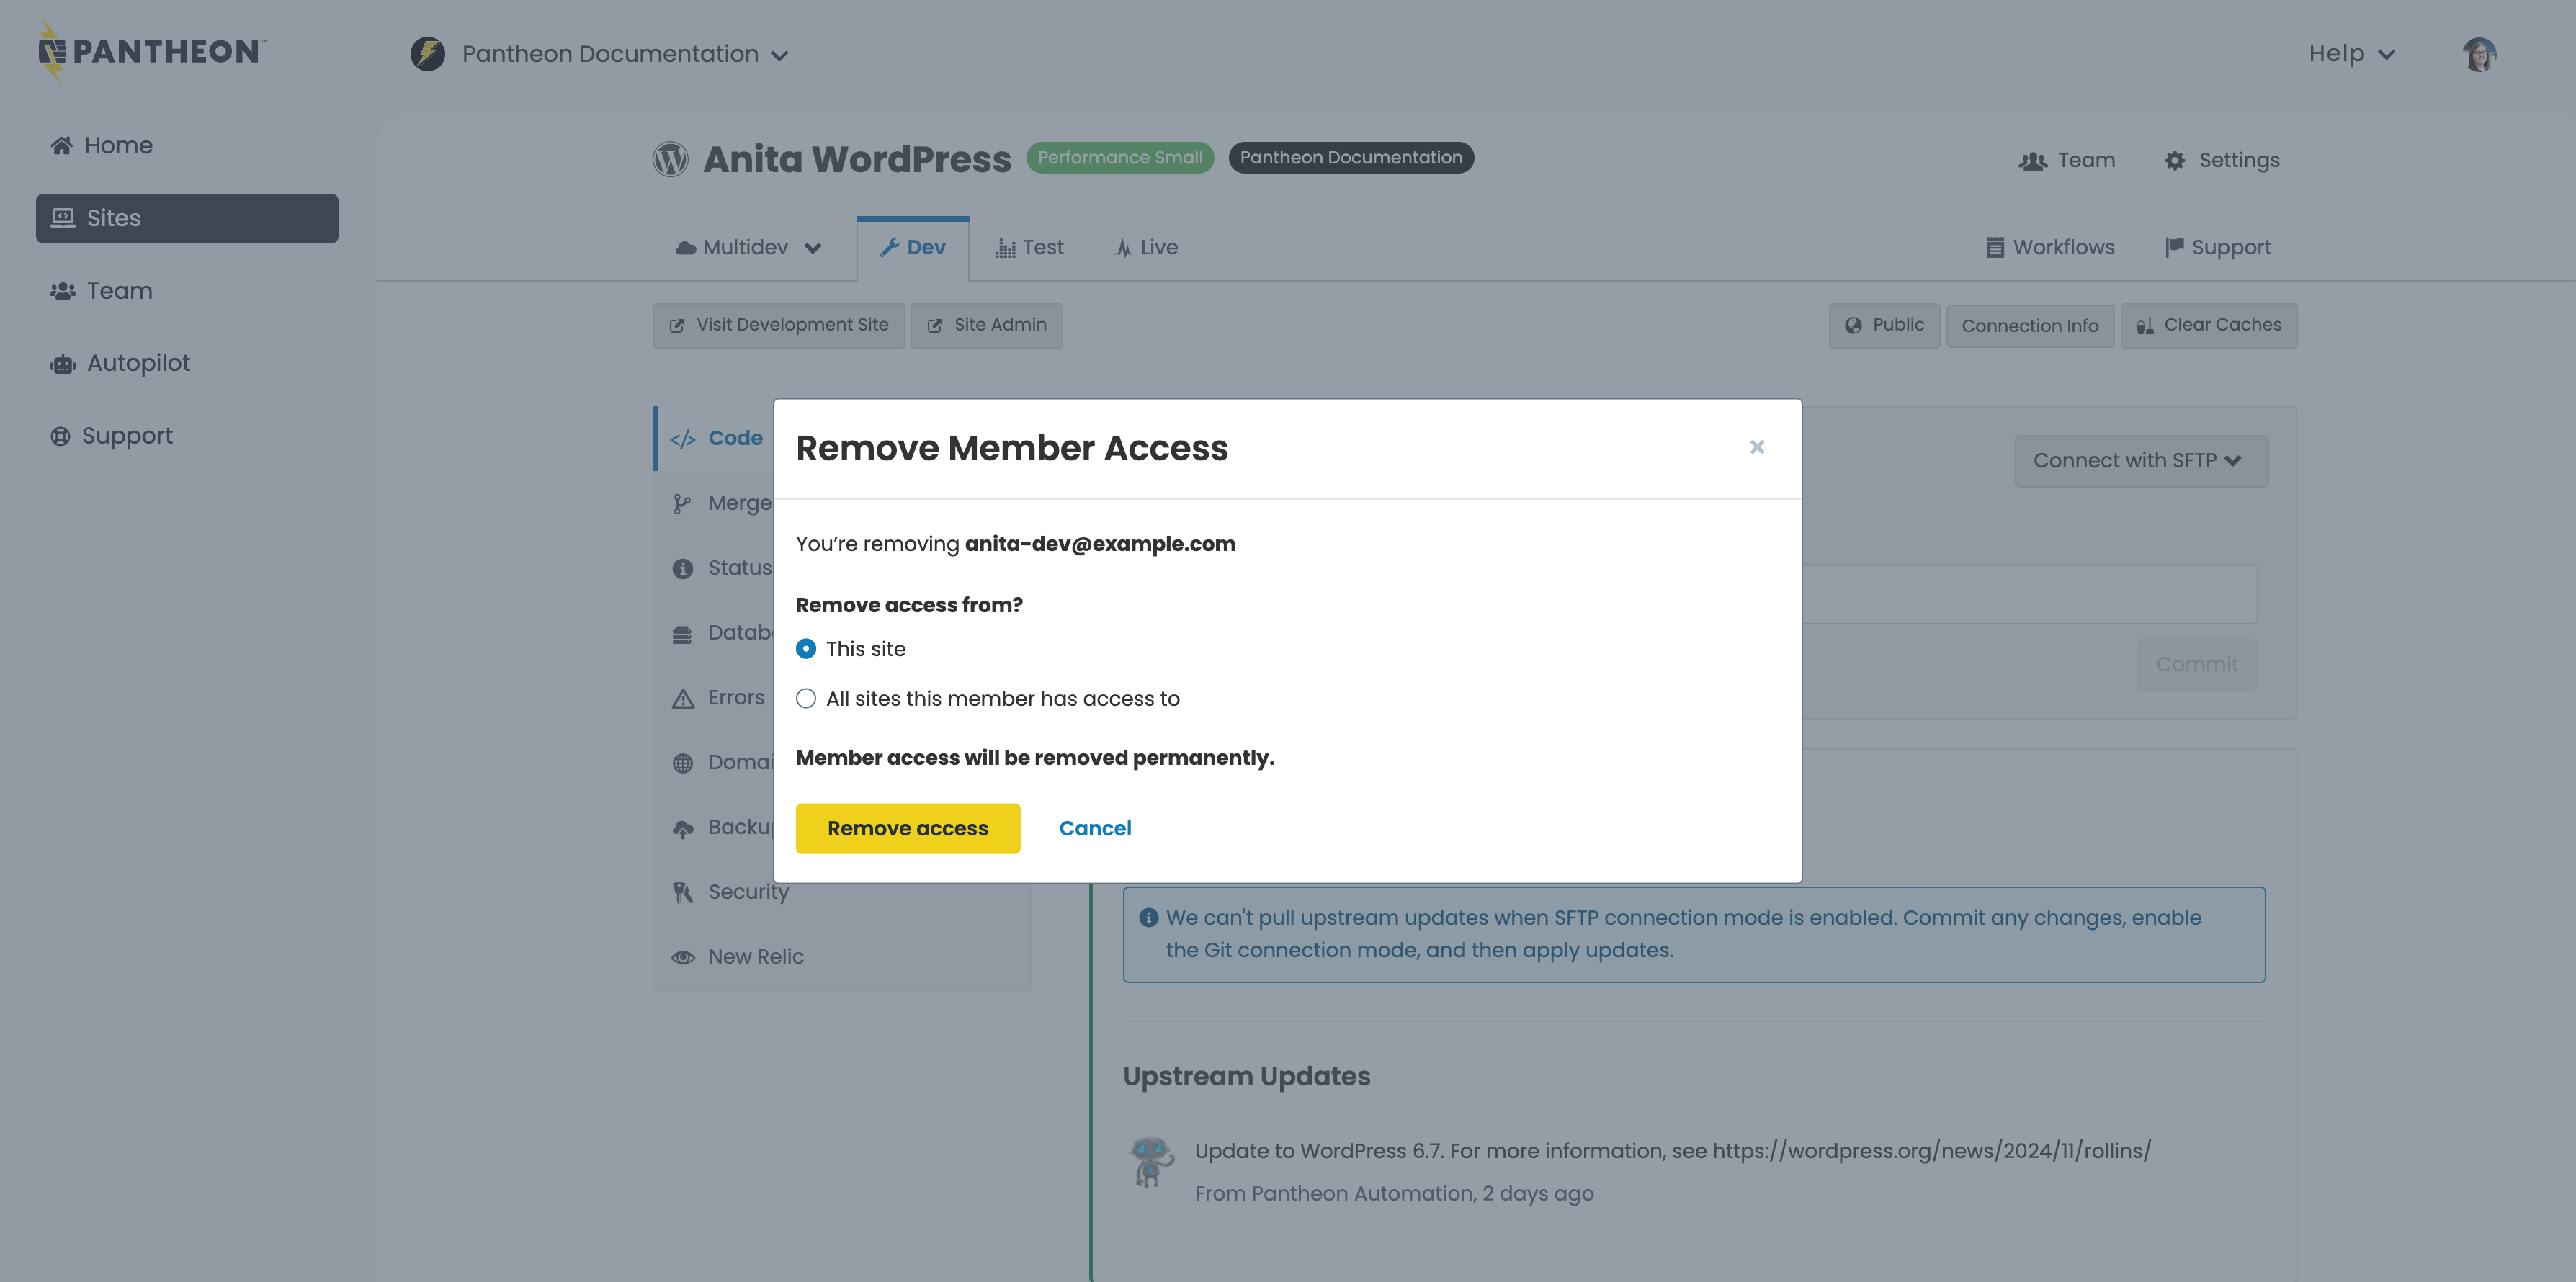 PANTHEON™
Pantheon Documentation
Help
Home
Sites
Team
Autopilot
Support
Anita WordPress
Performance Small
Pantheon Documentation
Team
Settings
Multidev
Dev
Test
Live
Workflows
Support
Visit Development Site
Site Admin
Public
Connection Info
Clear Caches
Code
Merge
Status
Errors
Security
New Relic
Connect with SFTP
Commit
Remove Member Access
×
You’re removing anita-dev@example.com
Remove access from?
This site
All sites this member has access to
Member access will be removed permanently.
Remove access
Cancel
We can't pull upstream updates when SFTP connection mode is enabled. Commit any changes, enable
the Git connection mode, and then apply updates.
Upstream Updates
Update to WordPress 6.7. For more information, see https://wordpress.org/news/2024/11/rollins/
From Pantheon Automation, 2 days ago